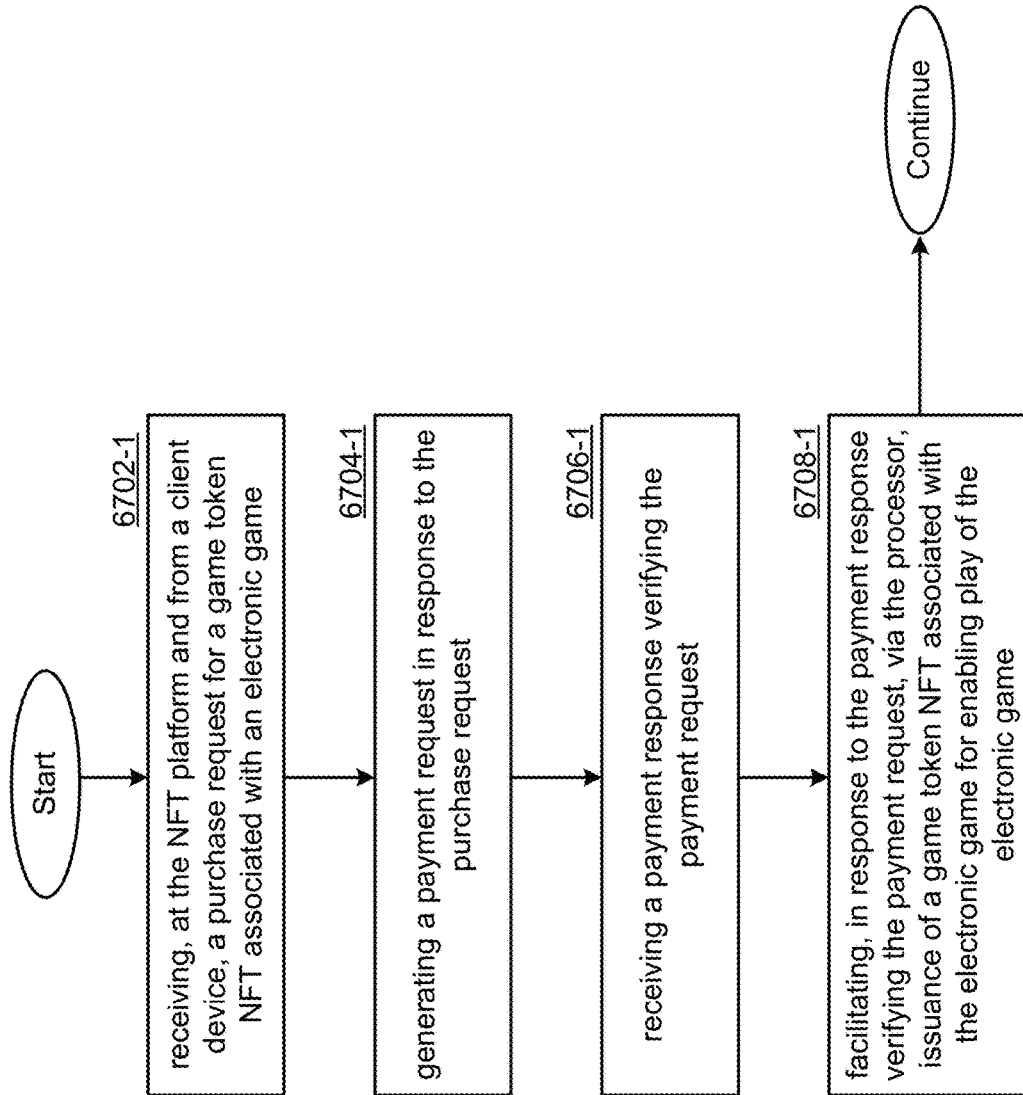 Start
6702-1
receiving, at the NFT platform and from a client
device, a purchase request for a game token
NFT associated with an electronic game
6704-1
generating a payment request in response to the
purchase request
6706-1
receiving a payment response verifying the
payment request
6708-1
facilitating, in response to the payment response
verifying the payment request, via the processor,
issuance of a game token NFT associated with
the electronic game for enabling play of the
electronic game
Continue